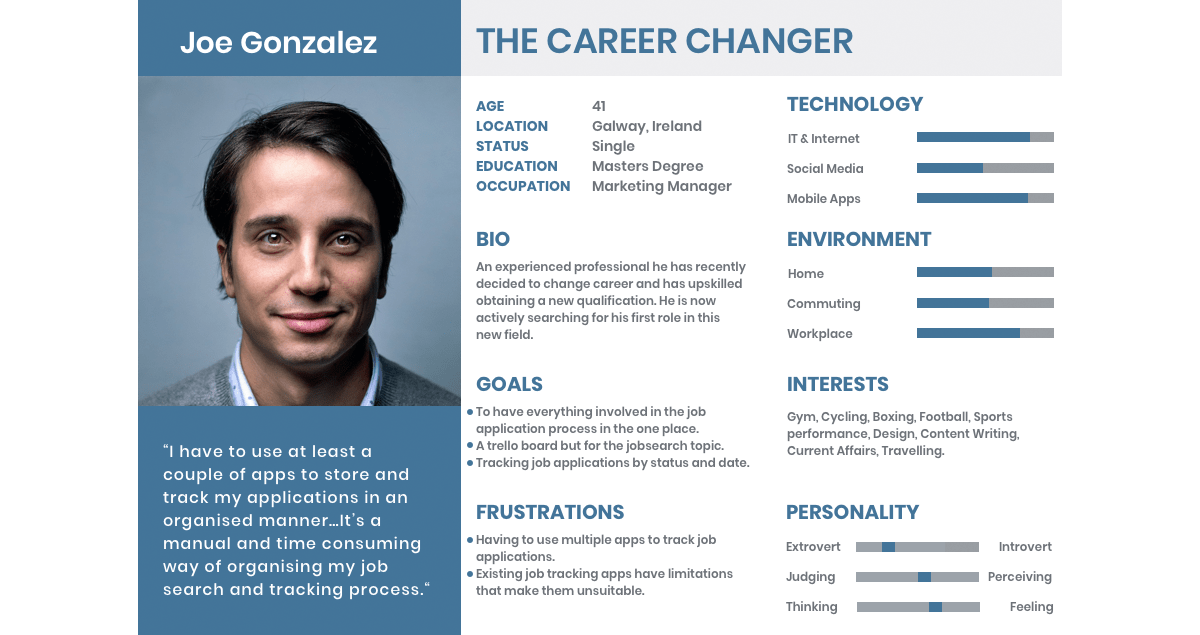 Joe Gonzalez
THE CAREER CHANGER
AGE 41
LOCATION Galway, Ireland
STATUS Single
EDUCATION Masters Degree
OCCUPATION Marketing Manager
BIO
An experienced professional he has recently
decided to change career and has upskilled
obtaining a new qualification. He is now
actively searching for his first role in this
new field.
GOALS
• To have everything involved in the job
application process in the one place.
• A trello board but for the jobsearch topic.
• Tracking job applications by status and date.
FRUSTRATIONS
• Having to use multiple apps to track job
applications.
• Existing job tracking apps have limitations
that make them unsuitable.
TECHNOLOGY
IT & Internet
Social Media
Mobile Apps
ENVIRONMENT
Home
Commuting
Workplace
INTERESTS
Gym, Cycling, Boxing, Football, Sports
performance, Design, Content Writing,
Current Affairs, Travelling.
PERSONALITY
Extrovert Introvert
Judging Perceiving
Thinking Feeling
“I have to use at least a
couple of apps to store and
track my applications in an
organised manner...It’s a
manual and time consuming
way of organising my job
search and tracking process.“